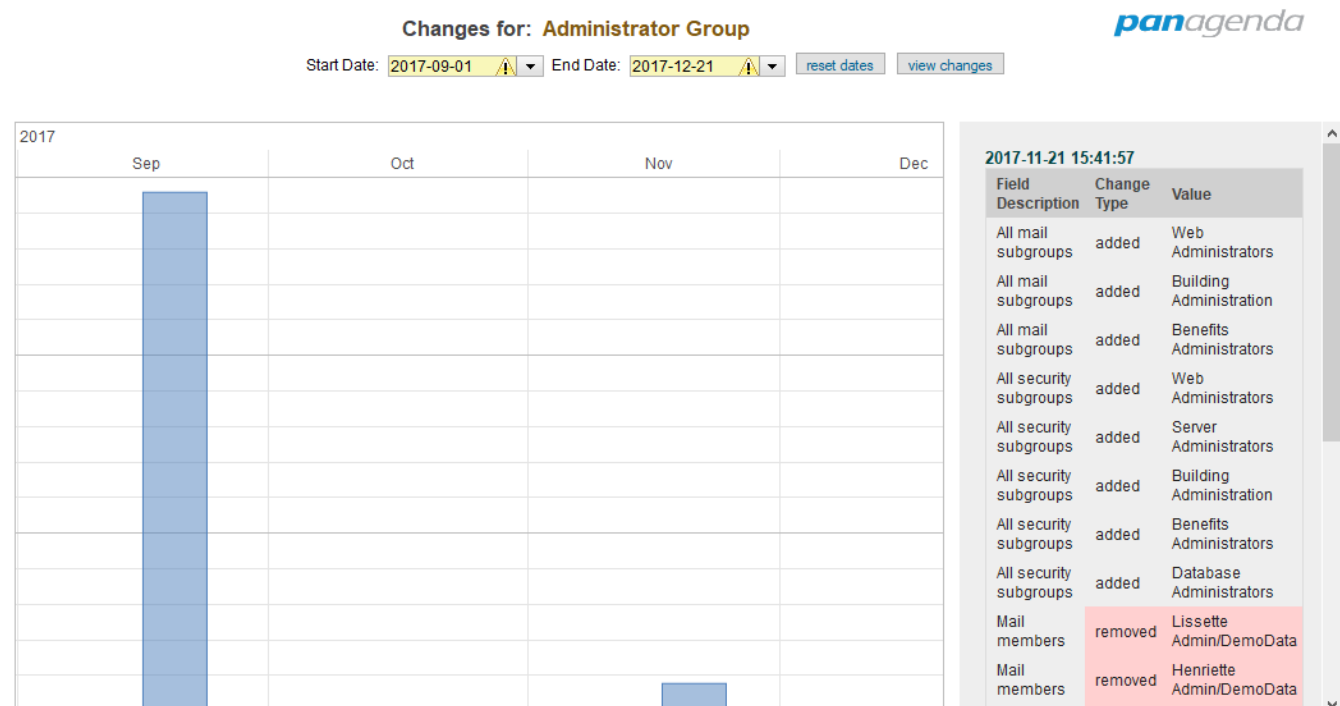 Changes for: Administrator Group
panagenda
Start Date: 2017-09-01 End Date: 2017-12-21 reset dates view changes
2017
Sep Oct Nov Dec
2017-11-21 15:41:57
Field Description Change Type Value
All mail subgroups added Web Administrators
All mail subgroups added Building Administration
All mail subgroups added Benefits Administrators
All security subgroups added Web Administrators
All security subgroups added Server Administrators
All security subgroups added Building Administration
All security subgroups added Benefits Administrators
All security subgroups added Database Administrators
Mail members removed Lissette Admin/DemoData
Mail members removed Henriette Admin/DemoData